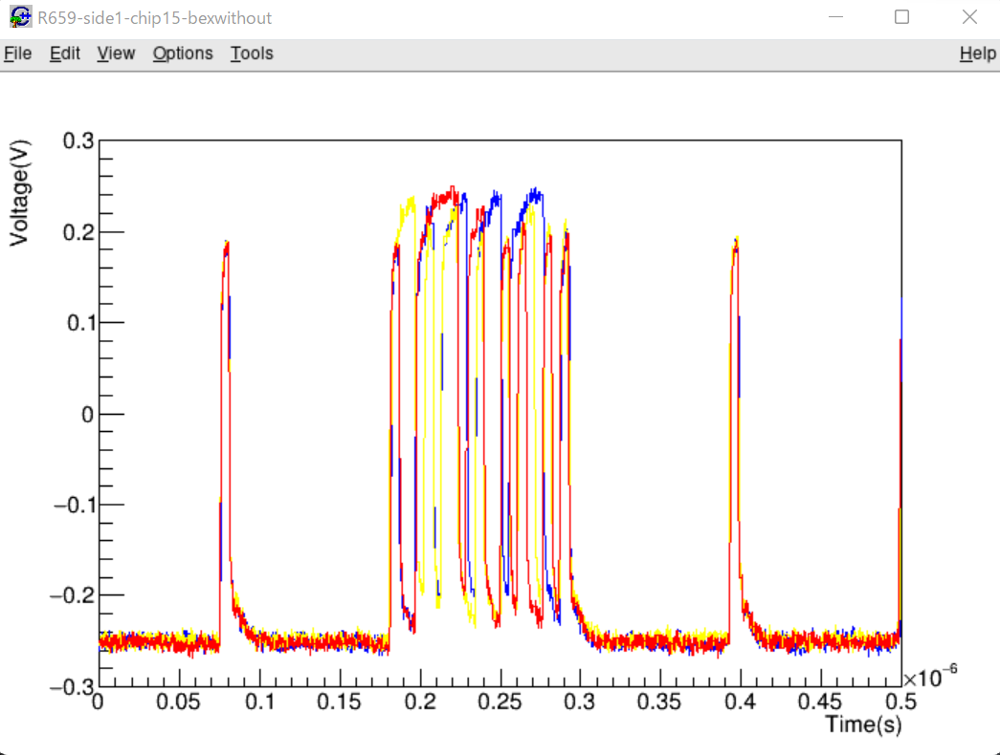 R659-side1-chip15-bexwithout
File Edit View Options Tools Help
Voltage(V)
0.3
0.2
0.1
0
−0.1
−0.2
−0.3
0 0.05 0.1 0.15 0.2 0.25 0.3 0.35 0.4 0.45 0.5
×10⁻⁶
Time(s)